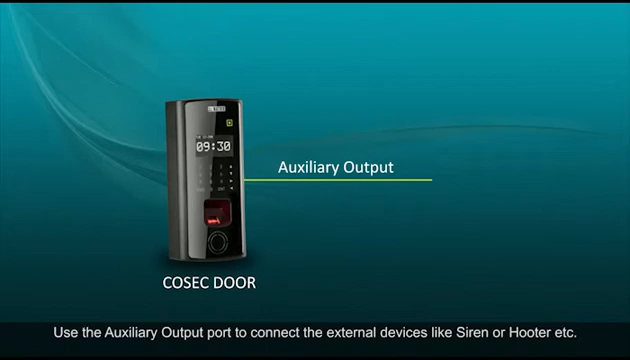 09:30
Auxiliary Output
COSEC DOOR
Use the Auxiliary Output port to connect the external devices like Siren or Hooter etc.